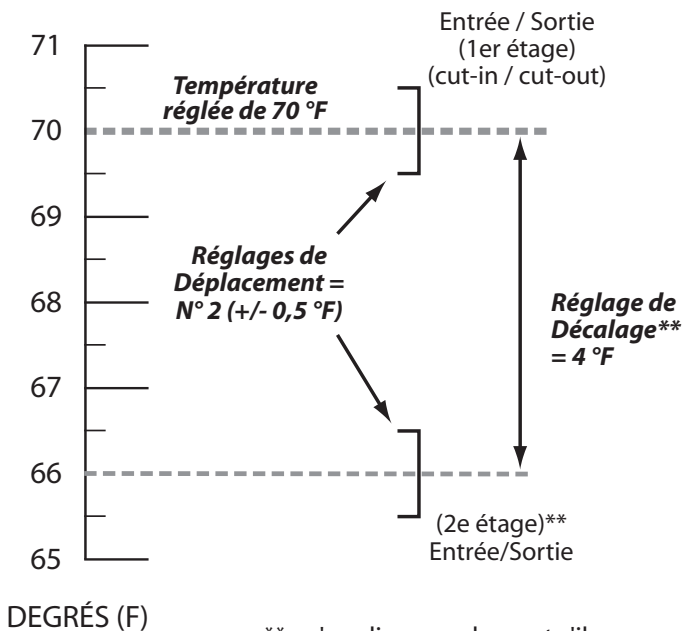 Entrée / Sortie
(1er étage)
(cut-in / cut-out)
71
Température
réglée de 70 °F
70
69
Réglages de
Déplacement =
N° 2 (+/- 0,5 °F)
68
Réglage de
Décalage**
= 4 °F
67
66
(2e étage)**
Entrée/Sortie
65
DEGRÉS (F)